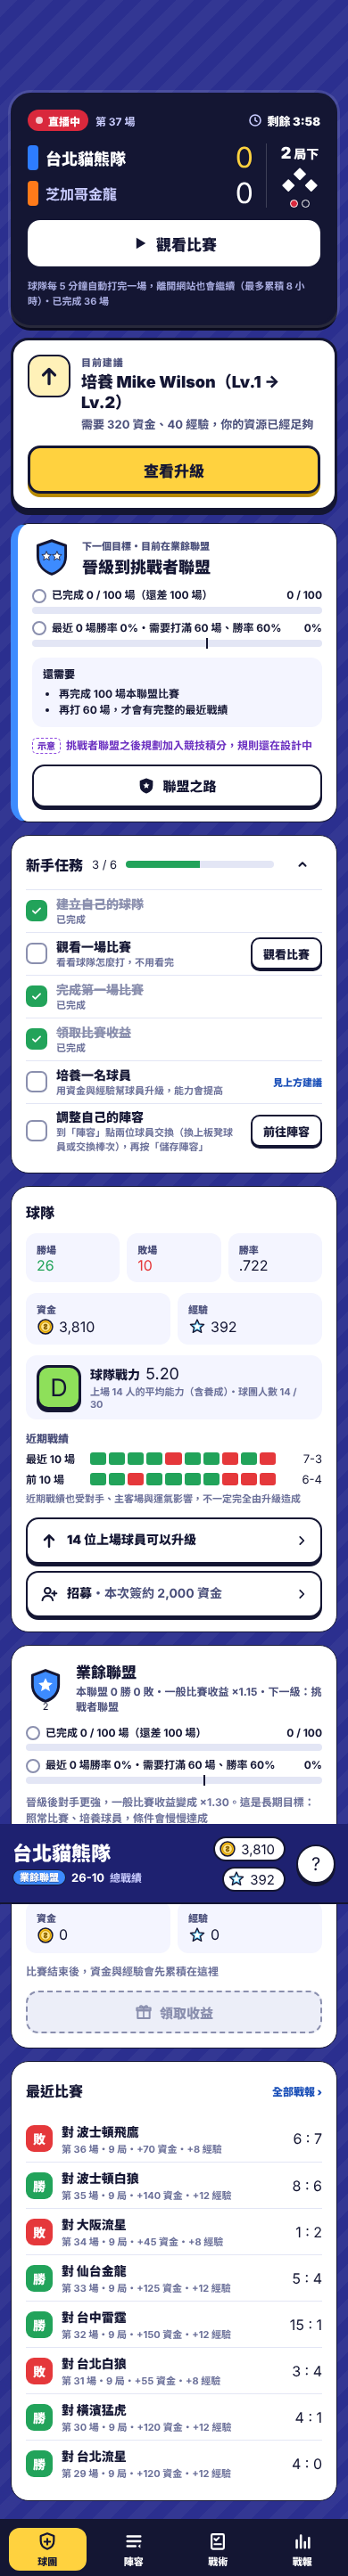 直播中 第 37 場 剩餘 3:58
台北貓熊隊 0 2 局下
芝加哥金龍 0
觀看比賽
球隊每 5 分鐘自動打完一場，離開網站也會繼續（最多累積 8 小
時）・已完成 36 場
目前建議
培養 Mike Wilson（Lv.1 →
Lv.2）
需要 320 資金、40 經驗，你的資源已經足夠
查看升級
下一個目標・目前在業餘聯盟
晉級到挑戰者聯盟
已完成 0 / 100 場（還差 100 場） 0 / 100
最近 0 場勝率 0%・需要打滿 60 場、勝率 60% 0%
還需要
• 再完成 100 場本聯盟比賽
• 再打 60 場，才會有完整的最近戰績
示意 挑戰者聯盟之後規劃加入競技積分，規則還在設計中
聯盟之路
新手任務 3 / 6
建立自己的球隊
已完成
觀看一場比賽
看看球隊怎麼打，不用看完
觀看比賽
完成第一場比賽
已完成
領取比賽收益
已完成
培養一名球員
用資金與經驗幫球員升級，能力會提高
見上方建議
調整自己的陣容
到「陣容」點兩位球員交換（換上板凳球
員或交換棒次），再按「儲存陣容」
前往陣容
球隊
勝場 敗場 勝率
26 10 .722
資金 經驗
3,810 392
D 球隊戰力 5.20
上場 14 人的平均能力（含養成）・球團人數 14 /
30
近期戰績
最近 10 場 7-3
前 10 場 6-4
近期戰績也受對手、主客場與運氣影響，不一定完全由升級造成
14 位上場球員可以升級
招募・本次簽約 2,000 資金
2
業餘聯盟
本聯盟 0 勝 0 敗・一般比賽收益 ×1.15・下一級：挑
戰者聯盟
已完成 0 / 100 場（還差 100 場） 0 / 100
最近 0 場勝率 0%・需要打滿 60 場、勝率 60% 0%
晉級後對手更強，一般比賽收益變成 ×1.30。這是長期目標：
照常比賽、培養球員，條件會慢慢達成
台北貓熊隊 3,810 ?
業餘聯盟 26-10 總戰績 392
資金 經驗
0 0
比賽結束後，資金與經驗會先累積在這裡
領取收益
最近比賽 全部戰報 ›
敗 對 波士頓飛鷹 6 : 7
第 36 場・9 局・+70 資金・+8 經驗
勝 對 波士頓白狼 8 : 6
第 35 場・9 局・+140 資金・+12 經驗
敗 對 大阪流星 1 : 2
第 34 場・9 局・+45 資金・+8 經驗
勝 對 仙台金龍 5 : 4
第 33 場・9 局・+125 資金・+12 經驗
勝 對 台中雷霆 15 : 1
第 32 場・9 局・+150 資金・+12 經驗
敗 對 台北白狼 3 : 4
第 31 場・9 局・+55 資金・+8 經驗
勝 對 橫濱猛虎 4 : 1
第 30 場・9 局・+120 資金・+12 經驗
勝 對 台北流星 4 : 0
第 29 場・9 局・+120 資金・+12 經驗
球團 陣容 戰術 戰報